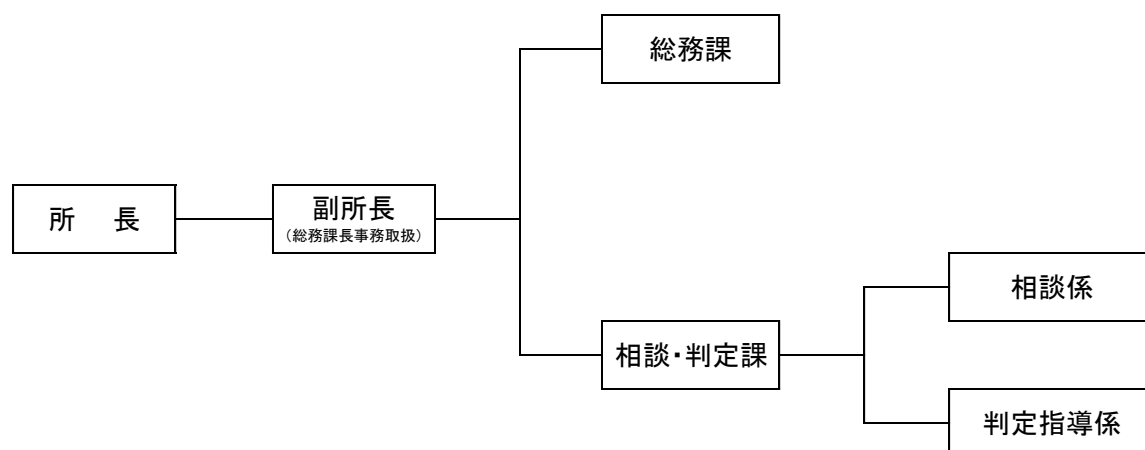 総務課
所　長
副所長
（総務課長事務取扱）
相談係
相談・判定課
判定指導係